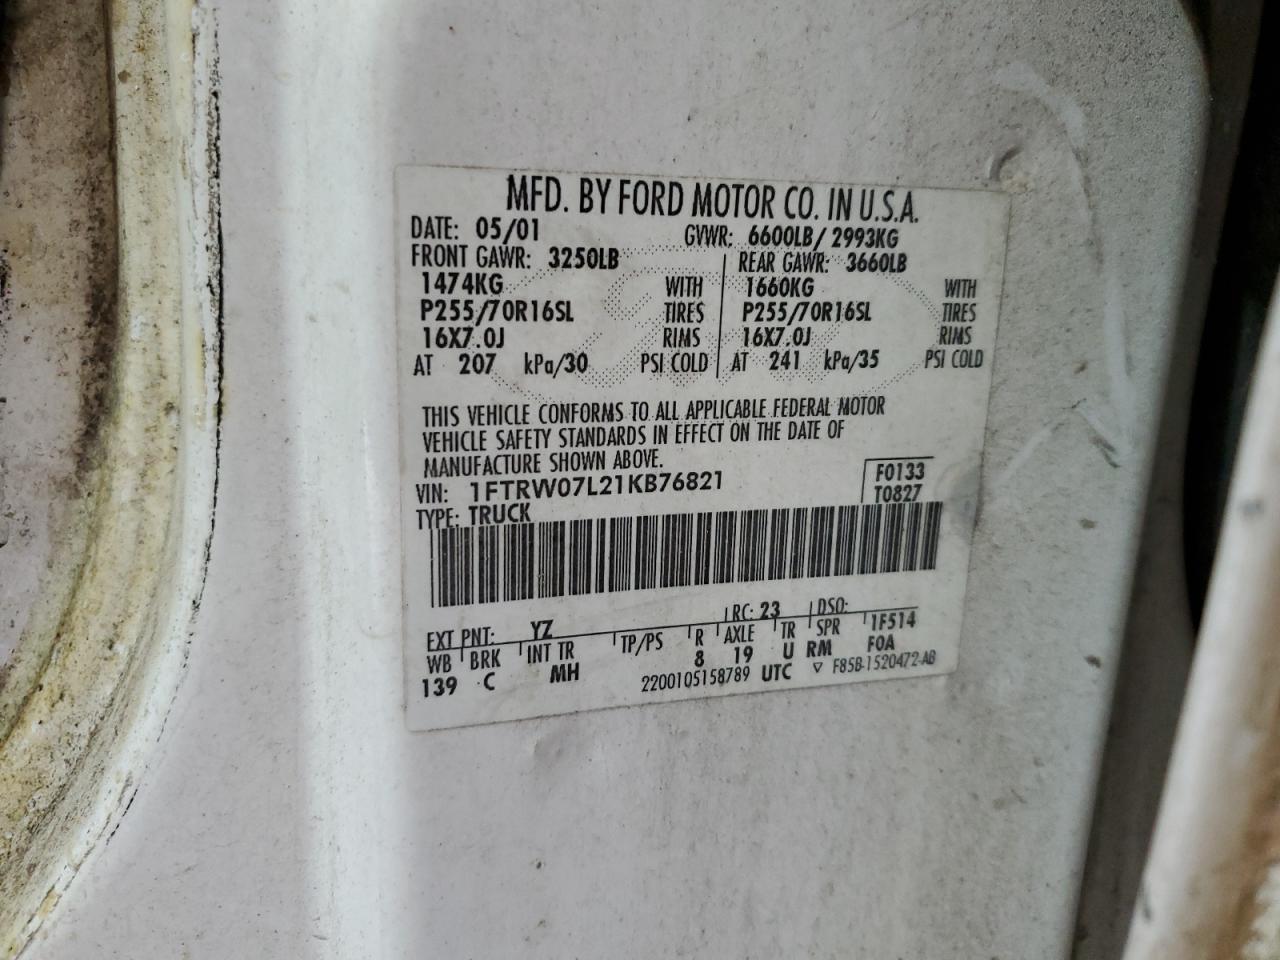 MFD. BY FORD MOTOR CO. IN U.S.A.
DATE: 05/01 GVWR: 6600LB/ 2993KG
FRONT GAWR: 3250LB REAR GAWR: 3660LB
1474KG WITH 1660KG WITH
P255/70R16SL TIRES P255/70R16SL TIRES
16X7.0J RIMS 16X7.0J RIMS
AT 207 kPa/30 PSI COLD AT 241 kPa/35 PSI COLD
THIS VEHICLE CONFORMS TO ALL APPLICABLE FEDERAL MOTOR
VEHICLE SAFETY STANDARDS IN EFFECT ON THE DATE OF
MANUFACTURE SHOWN ABOVE.
VIN: 1FTRW07L21KB76821 F0133
TYPE: TRUCK T0827
EXT PNT: YZ RC: 23 DSO:
WB BRK INT TR TP/PS R AXLE TR SPR 1F514
139 C MH 8 19 U RM F0A
2200105158789 UTC ▽ F85B-1520472-AB